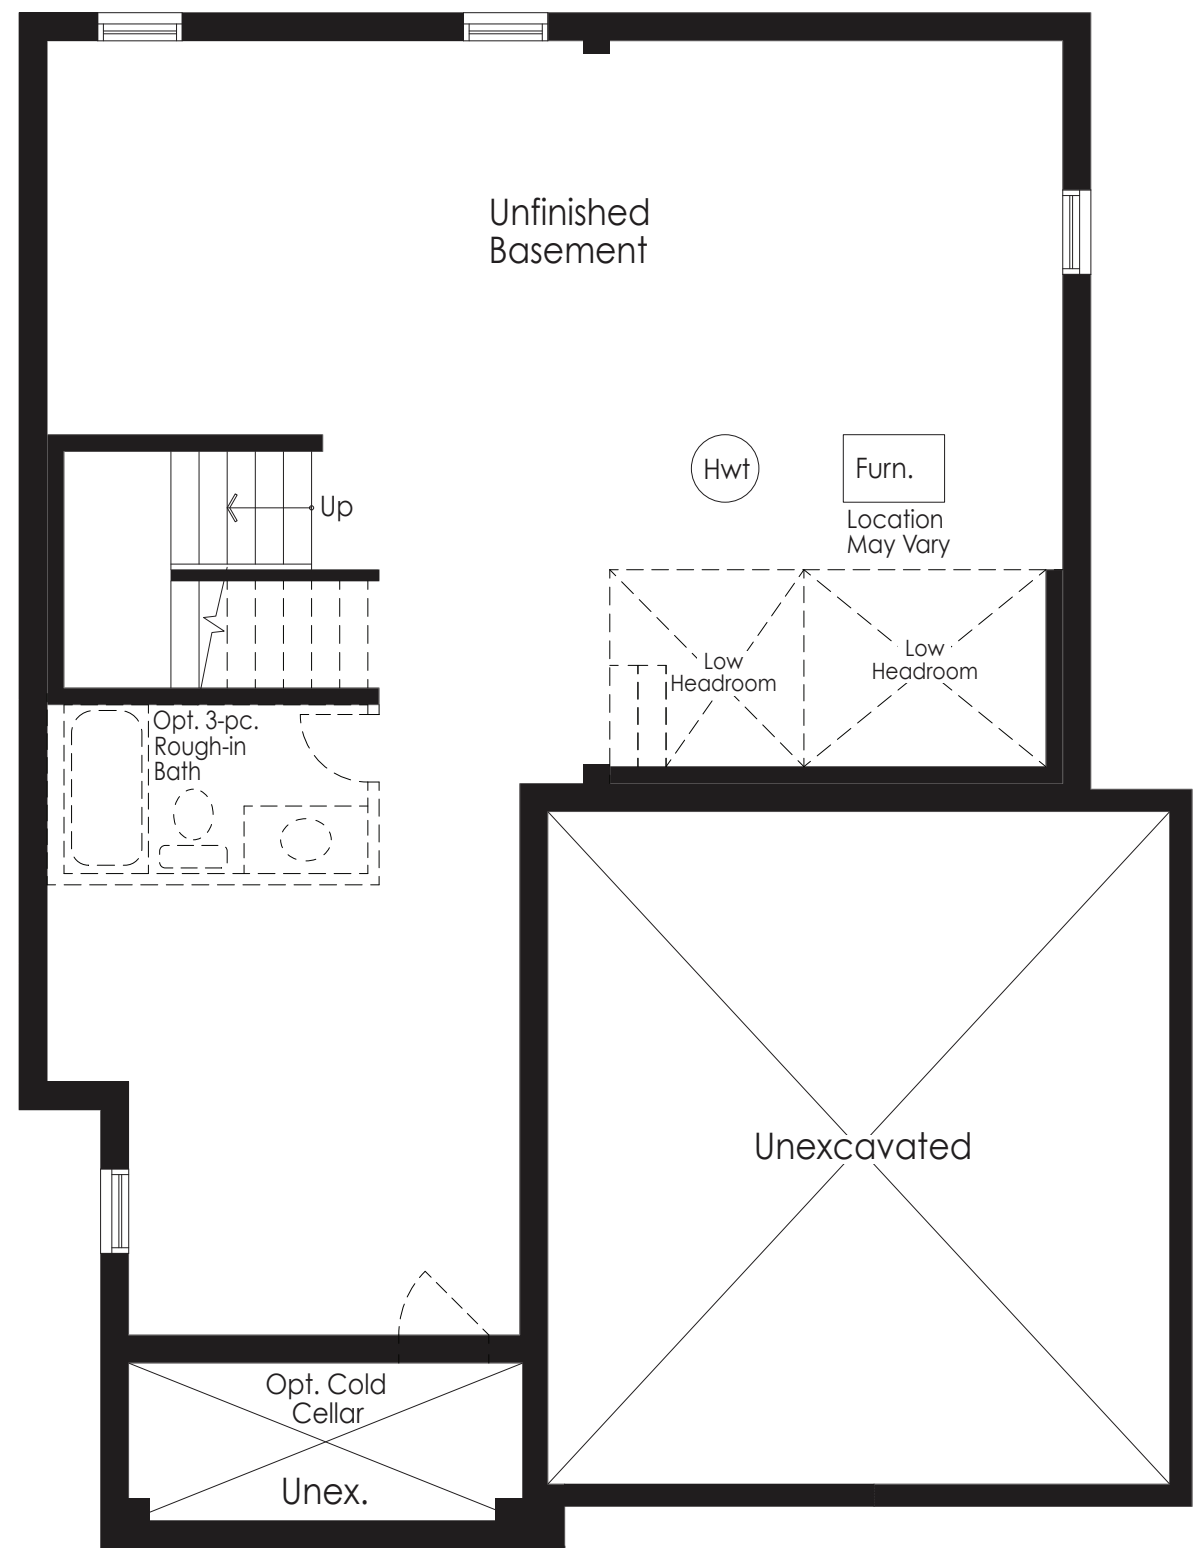 Unfinished
Basement
Hwt
Furn.
Up
Location
May Vary
Low
Headroom
Low
Headroom
Opt. 3-pc.
Rough-in
Bath
Unexcavated
Opt. Cold
Cellar
Unex.